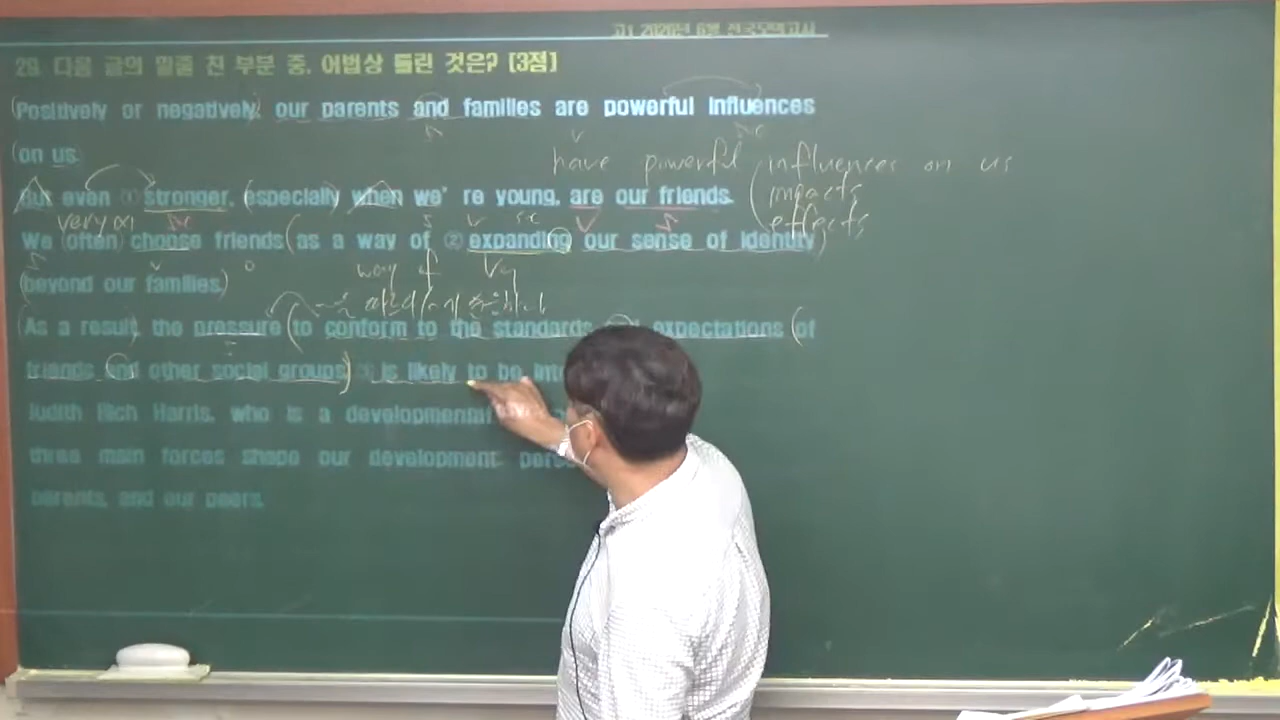 고1 2020년 6월 전국모의고사
29. 다음 글의 밑줄 친 부분 중, 어법상 틀린 것은? [3점]
(Positively or negatively, our parents and families are powerful influences
(on us.
have powerful influences on us
But even ① stronger, (especially) when we're young, are our friends.
(impacts
effects
very(x)
We (often) choose friends (as a way of ② expanding our sense of identity)
way of Ving
(beyond our families.)
(As a result, the pressure (to conform to the standards and expectations (of
friends and other social groups) ③ is likely to be
Judith Rich Harris, who is a developmental
three main forces shape our development:
parents, and our peers.